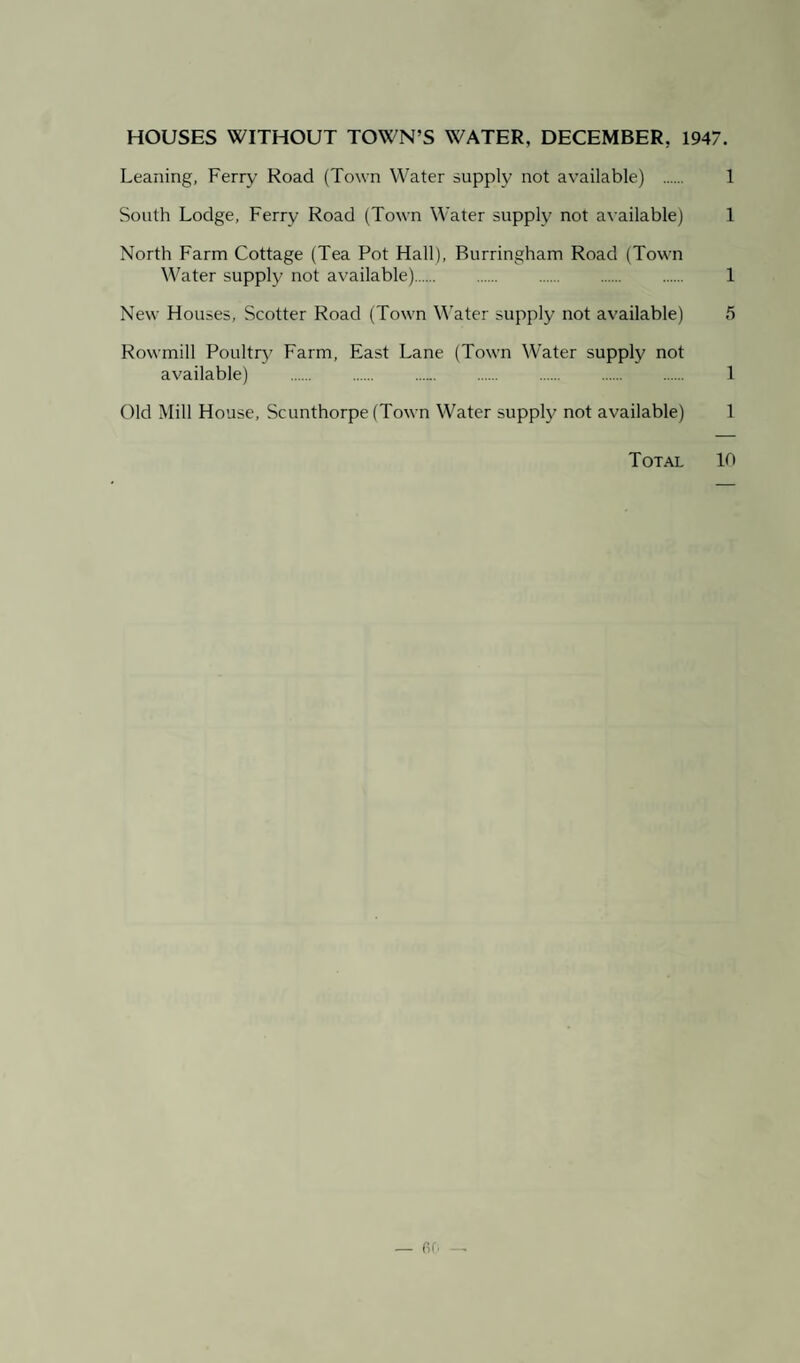 HOUSES WITHOUT TOWN'S WATER, DECEMBER, 1947.
Leaning, Ferry Road (Town Water supply not available) ...... 1
South Lodge, Ferry Road (Town Water supply not available) 1
North Farm Cottage (Tea Pot Hall), Burringham Road (Town
Water supply not available)...... ...... ...... ...... ...... 1
New Houses, Scotter Road (Town Water supply not available) 5
Rowmill Poultry Farm, East Lane (Town Water supply not
available) ...... ...... ...... ...... ...... ...... ...... 1
Old Mill House, Scunthorpe (Town Water supply not available) 1
TOTAL 10
— 60 —